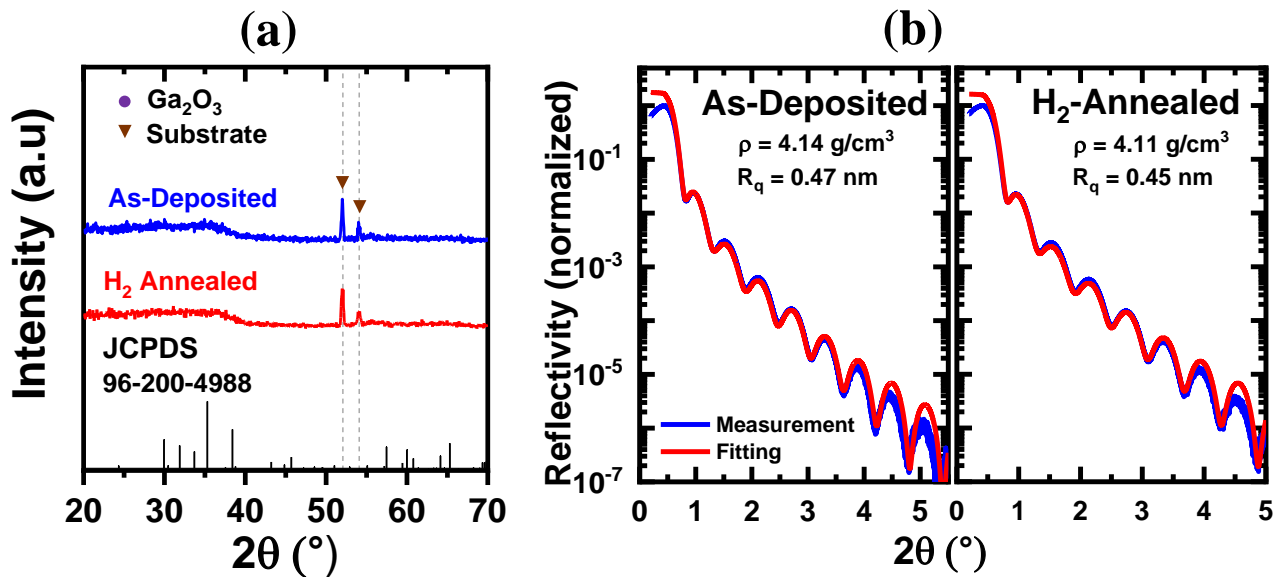 (a)
Intensity (a.u)
Ga₂O₃
Substrate
As-Deposited
H₂ Annealed
JCPDS
96-200-4988
20 30 40 50 60 70
2θ (°)
(b)
Reflectivity (normalized)
10⁻¹
10⁻³
10⁻⁵
10⁻⁷
As-Deposited
ρ = 4.14 g/cm³
R_q = 0.47 nm
Measurement
Fitting
0 1 2 3 4 5
H₂-Annealed
ρ = 4.11 g/cm³
R_q = 0.45 nm
0 1 2 3 4 5
2θ (°)